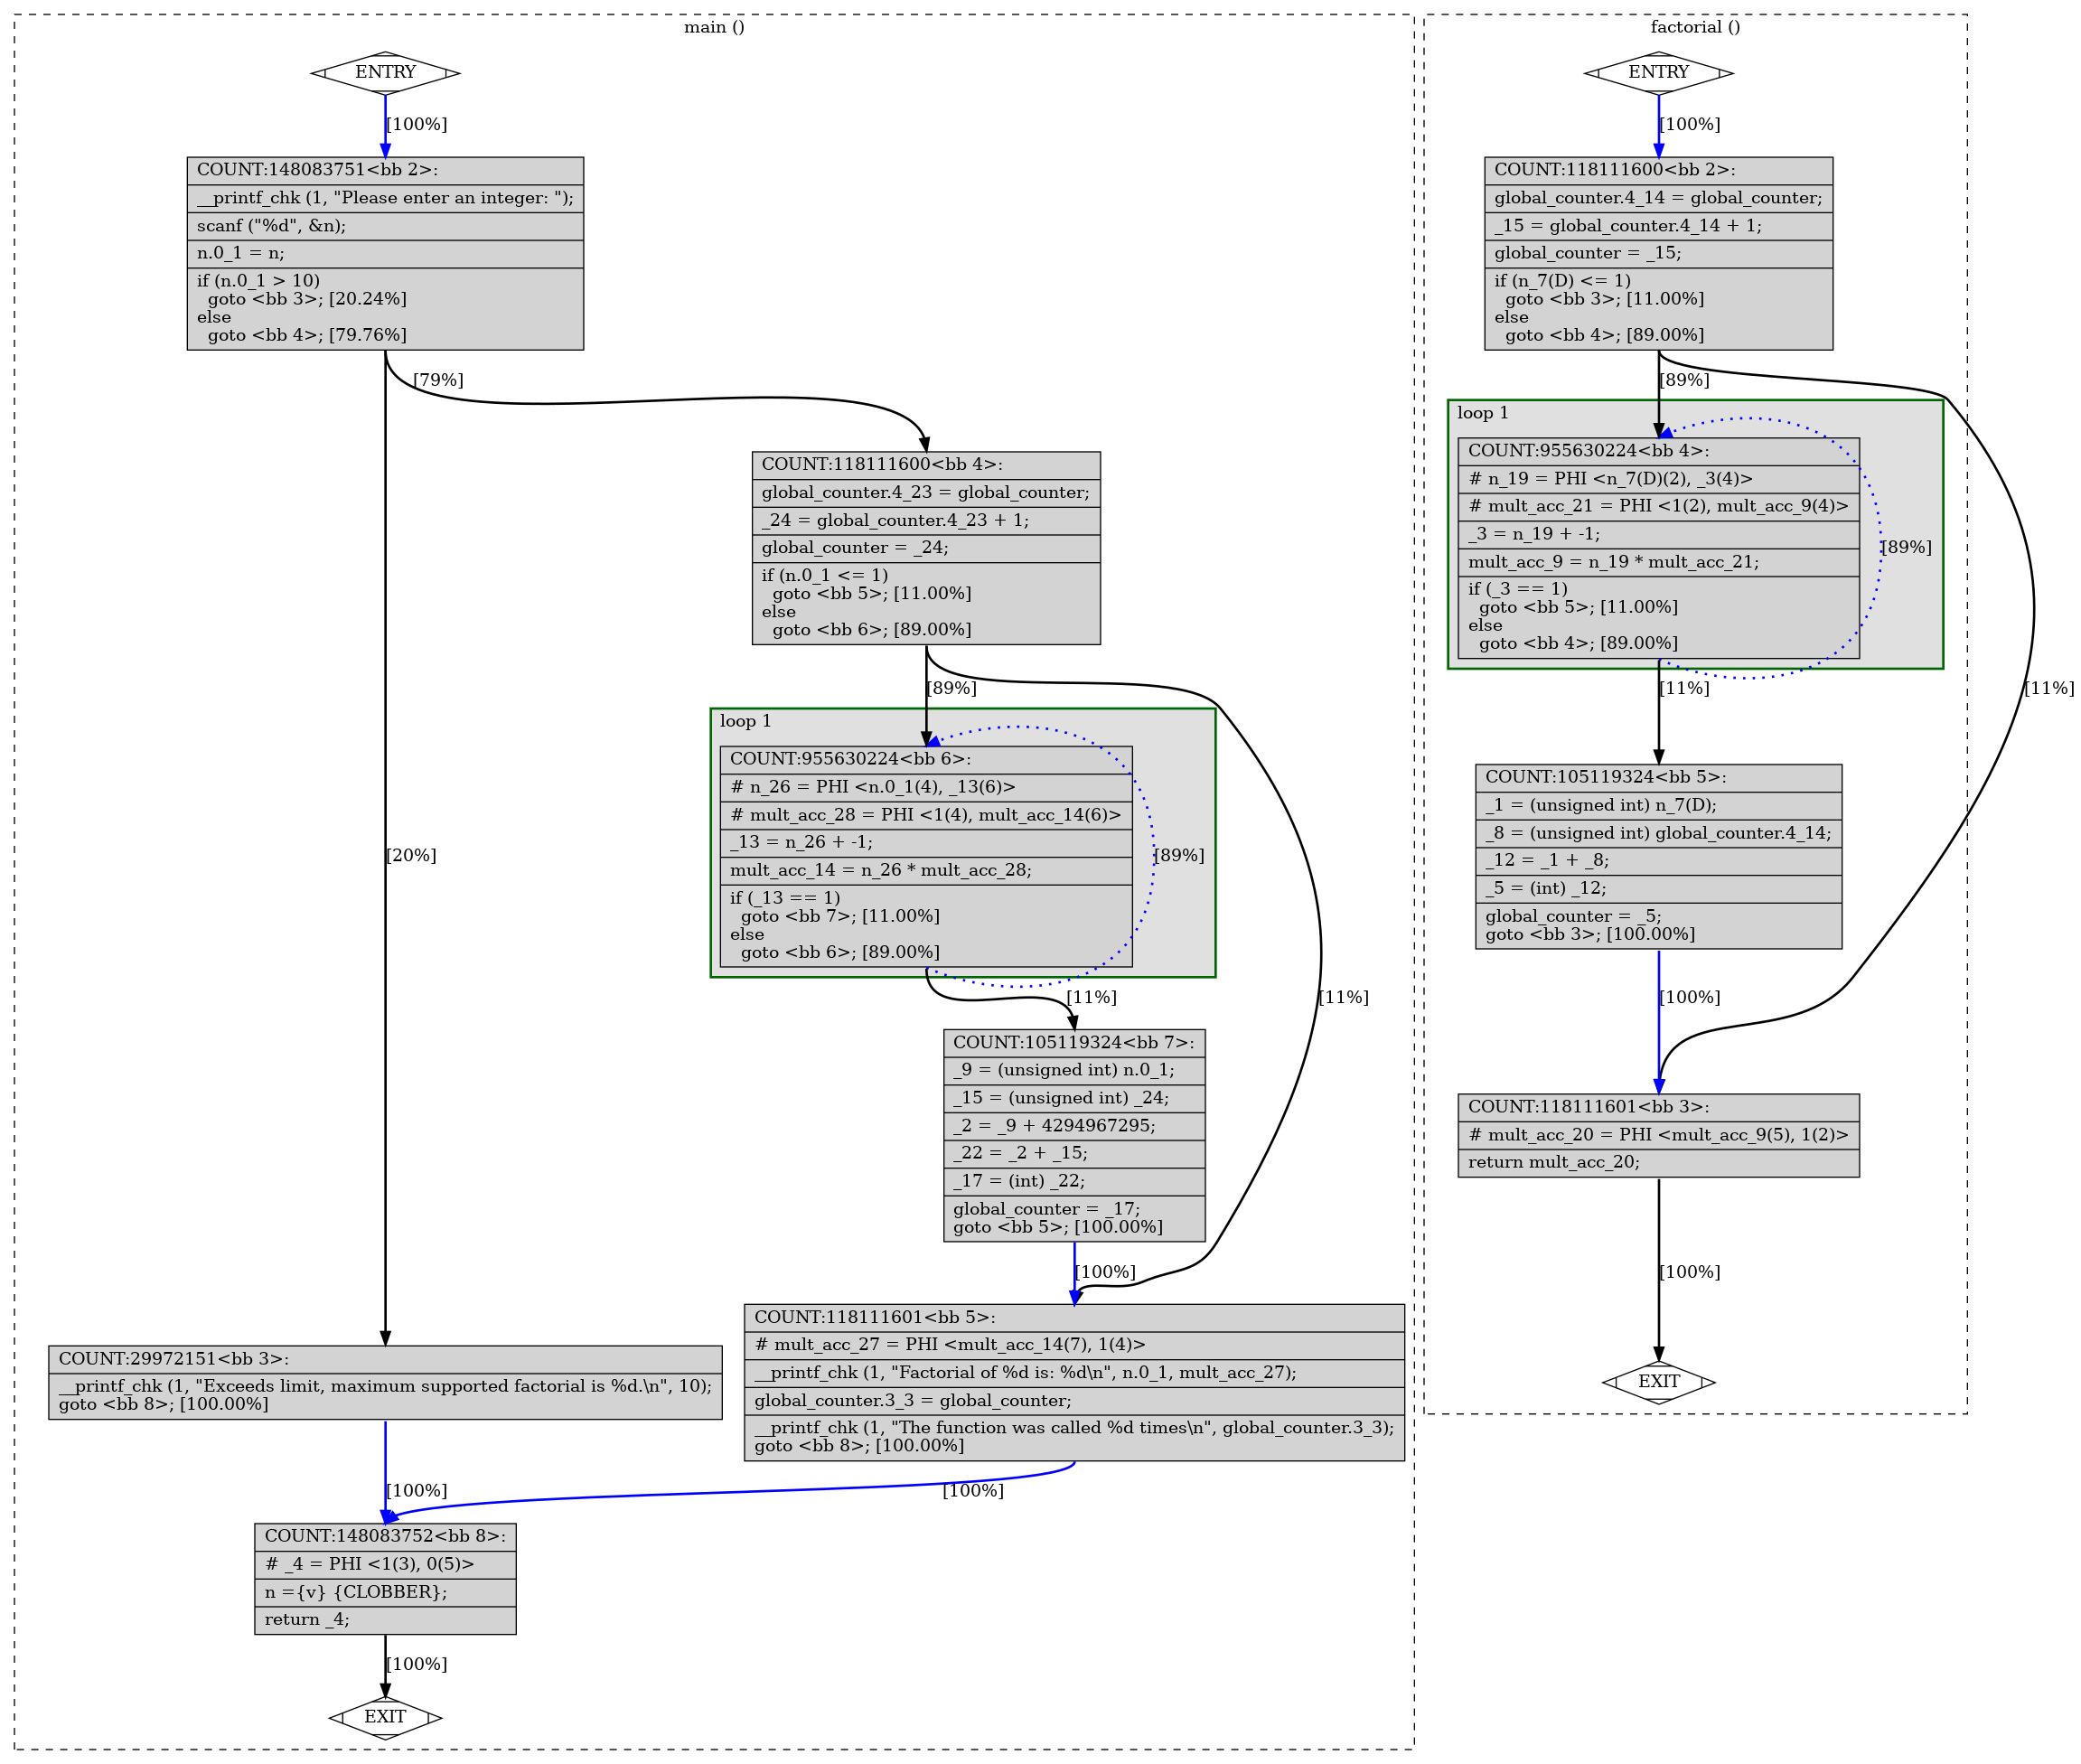 main ()
ENTRY
[100%]
COUNT:148083751<bb 2>:
__printf_chk (1, "Please enter an integer: ");
scanf ("%d", &n);
n.0_1 = n;
if (n.0_1 > 10)
goto <bb 3>; [20.24%]
else
goto <bb 4>; [79.76%]
[79%]
[20%]
COUNT:118111600<bb 4>:
global_counter.4_23 = global_counter;
_24 = global_counter.4_23 + 1;
global_counter = _24;
if (n.0_1 <= 1)
goto <bb 5>; [11.00%]
else
goto <bb 6>; [89.00%]
[89%]
[11%]
loop 1
COUNT:955630224<bb 6>:
# n_26 = PHI <n.0_1(4), _13(6)>
# mult_acc_28 = PHI <1(4), mult_acc_14(6)>
_13 = n_26 + -1;
mult_acc_14 = n_26 * mult_acc_28;
if (_13 == 1)
goto <bb 7>; [11.00%]
else
goto <bb 6>; [89.00%]
[89%]
[11%]
COUNT:105119324<bb 7>:
_9 = (unsigned int) n.0_1;
_15 = (unsigned int) _24;
_2 = _9 + 4294967295;
_22 = _2 + _15;
_17 = (int) _22;
global_counter = _17;
goto <bb 5>; [100.00%]
[100%]
COUNT:29972151<bb 3>:
__printf_chk (1, "Exceeds limit, maximum supported factorial is %d.\n", 10);
goto <bb 8>; [100.00%]
[100%]
COUNT:118111601<bb 5>:
# mult_acc_27 = PHI <mult_acc_14(7), 1(4)>
__printf_chk (1, "Factorial of %d is: %d\n", n.0_1, mult_acc_27);
global_counter.3_3 = global_counter;
__printf_chk (1, "The function was called %d times\n", global_counter.3_3);
goto <bb 8>; [100.00%]
[100%]
COUNT:148083752<bb 8>:
# _4 = PHI <1(3), 0(5)>
n ={v} {CLOBBER};
return _4;
[100%]
EXIT
factorial ()
ENTRY
[100%]
COUNT:118111600<bb 2>:
global_counter.4_14 = global_counter;
_15 = global_counter.4_14 + 1;
global_counter = _15;
if (n_7(D) <= 1)
goto <bb 3>; [11.00%]
else
goto <bb 4>; [89.00%]
[89%]
[11%]
loop 1
COUNT:955630224<bb 4>:
# n_19 = PHI <n_7(D)(2), _3(4)>
# mult_acc_21 = PHI <1(2), mult_acc_9(4)>
_3 = n_19 + -1;
mult_acc_9 = n_19 * mult_acc_21;
if (_3 == 1)
goto <bb 5>; [11.00%]
else
goto <bb 4>; [89.00%]
[89%]
[11%]
COUNT:105119324<bb 5>:
_1 = (unsigned int) n_7(D);
_8 = (unsigned int) global_counter.4_14;
_12 = _1 + _8;
_5 = (int) _12;
global_counter = _5;
goto <bb 3>; [100.00%]
[100%]
COUNT:118111601<bb 3>:
# mult_acc_20 = PHI <mult_acc_9(5), 1(2)>
return mult_acc_20;
[100%]
EXIT